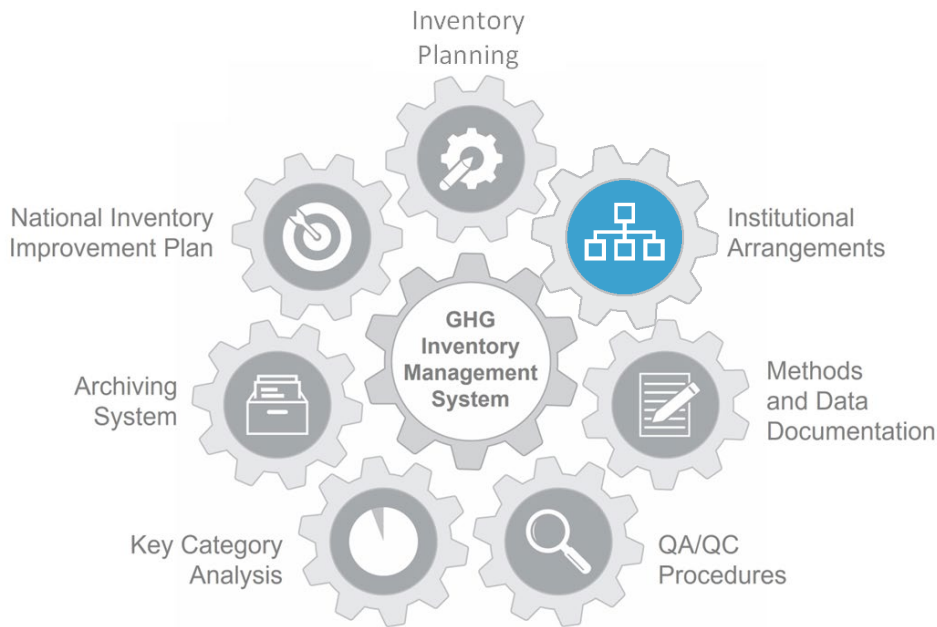 Inventory
Planning
Institutional
Arrangements
Methods
and Data
Documentation
QA/QC
Procedures
Key Category
Analysis
Archiving
System
National Inventory
Improvement Plan
GHG
Inventory
Management
System